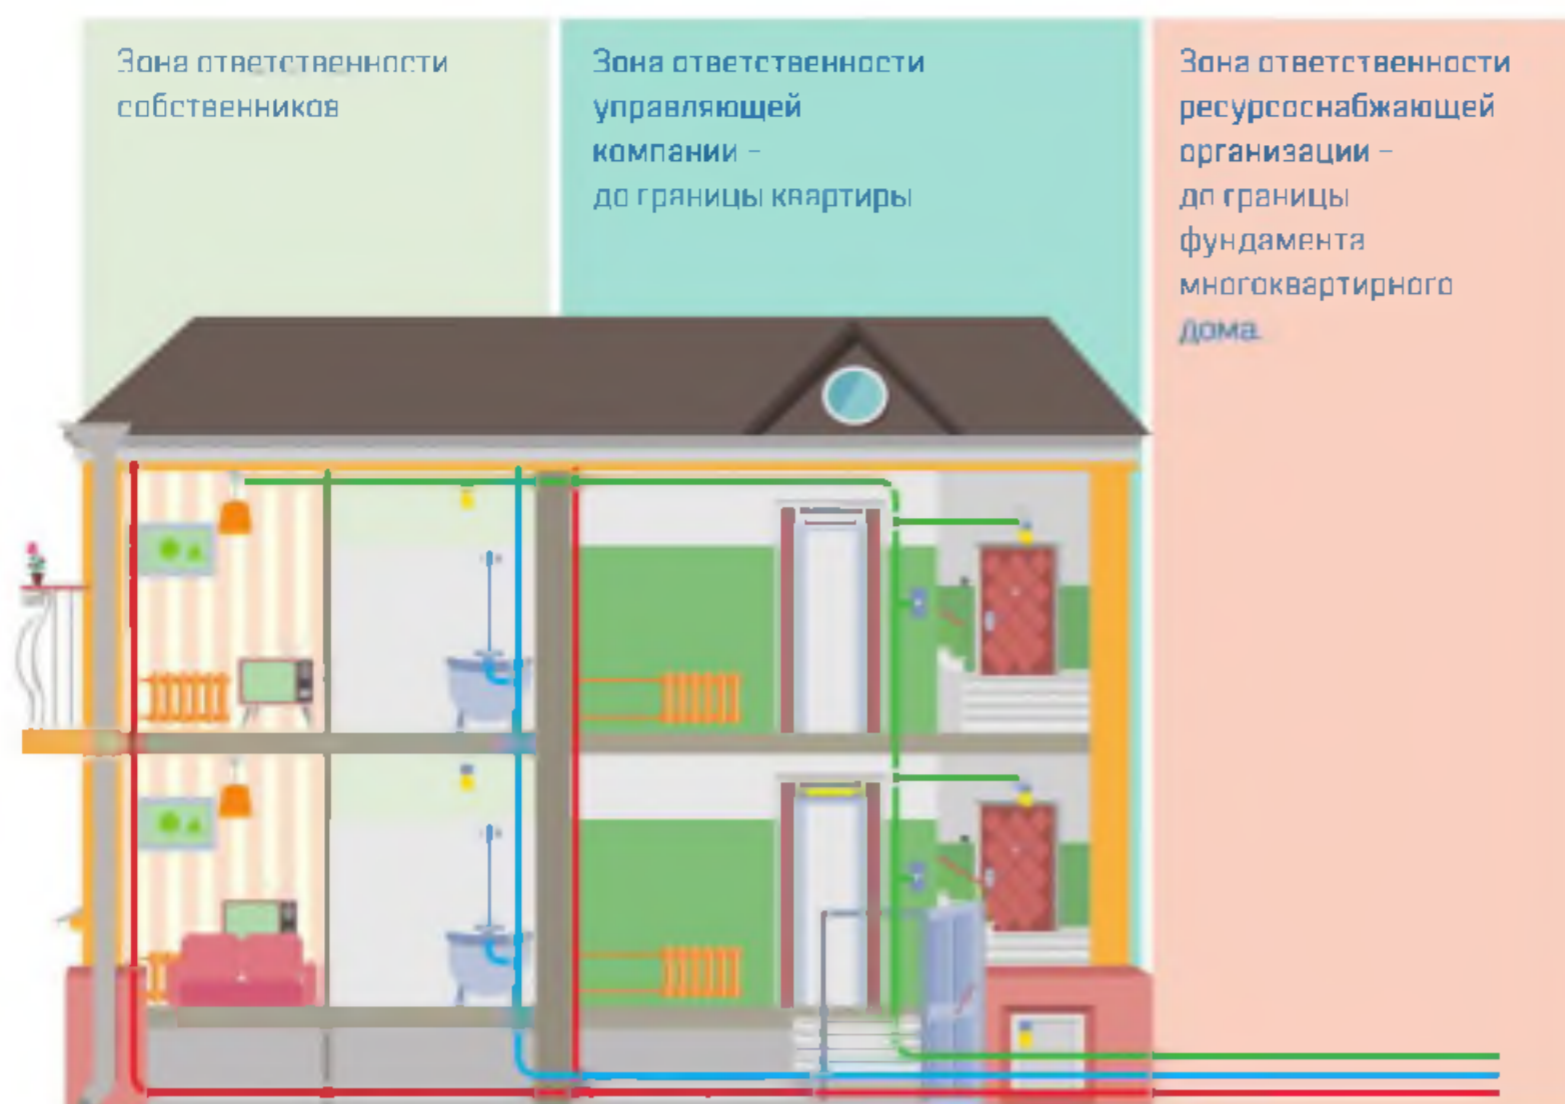 Зона ответственности
собственников
Зона ответственности
управляющей
компании –
до границы квартиры
Зона ответственности
ресурсоснабжающей
организации –
до границы
фундамента
многоквартирного
дома.